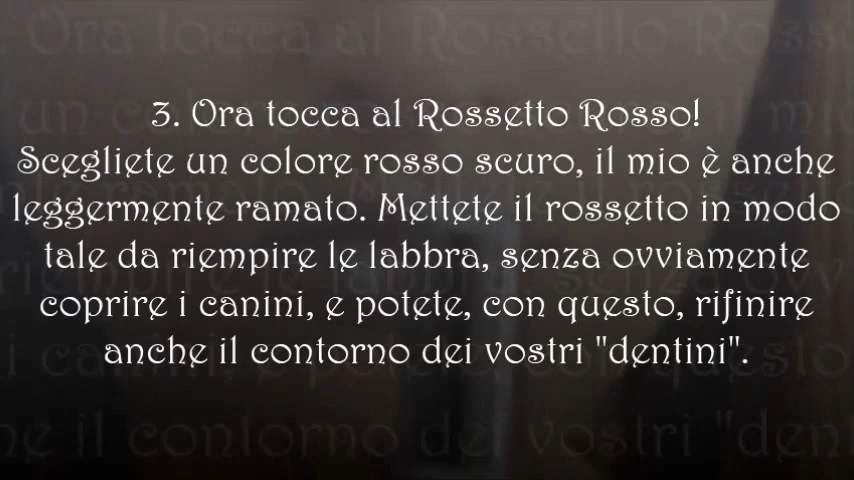 3. Ora tocca al Rossetto Rosso!
Scegliete un colore rosso scuro, il mio è anche
leggermente ramato. Mettete il rossetto in modo
tale da riempire le labbra, senza ovviamente
coprire i canini, e potete, con questo, rifinire
anche il contorno dei vostri "dentini".